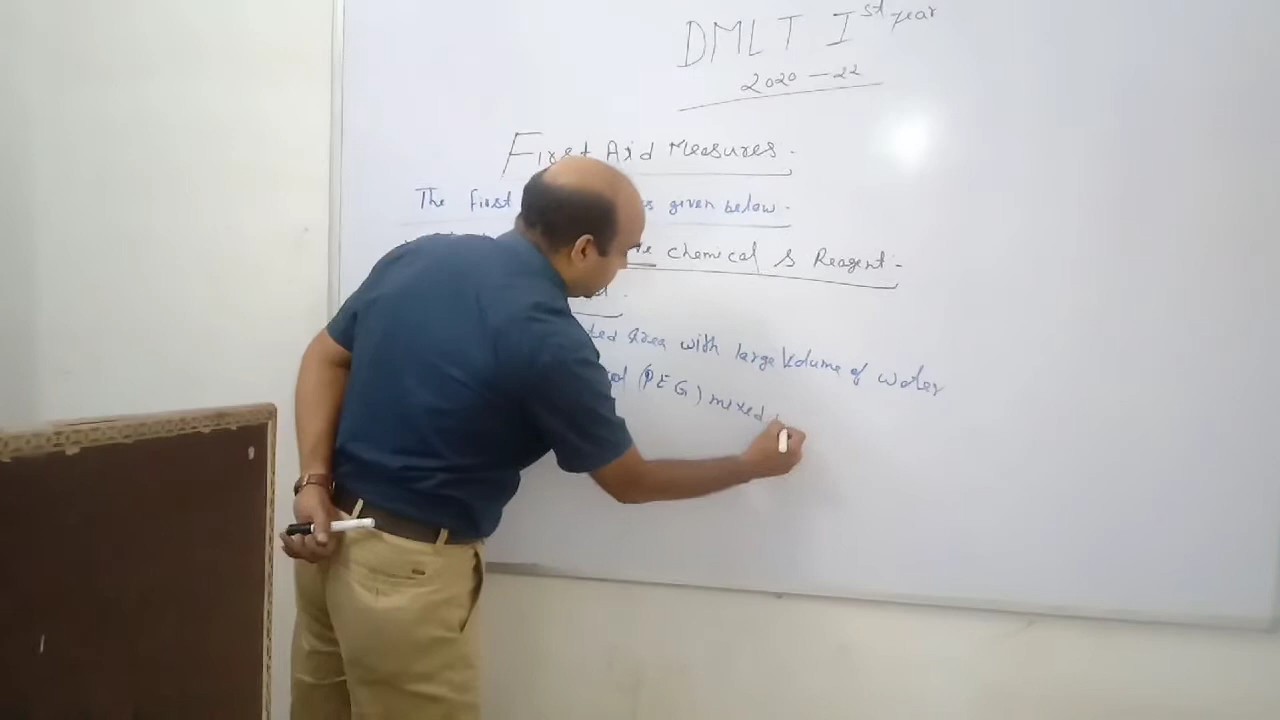 DMLT Ist year
2020-22
First Aid Measures.
The first given below.
chemical & Reagent.
area with large Volume of water
(PEG) mixed